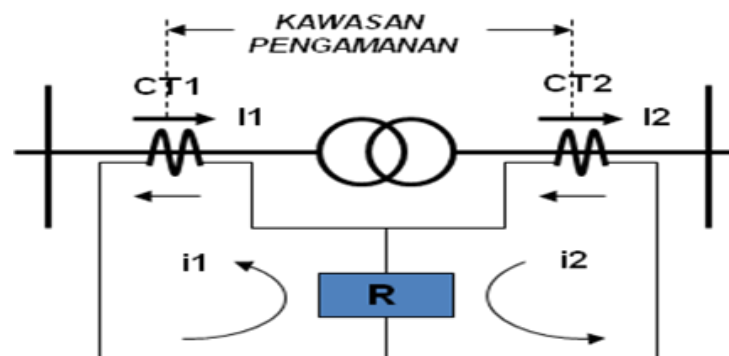 KAWASAN
PENGAMANAN
CT1
CT2
I1
I2
i1
i2
R